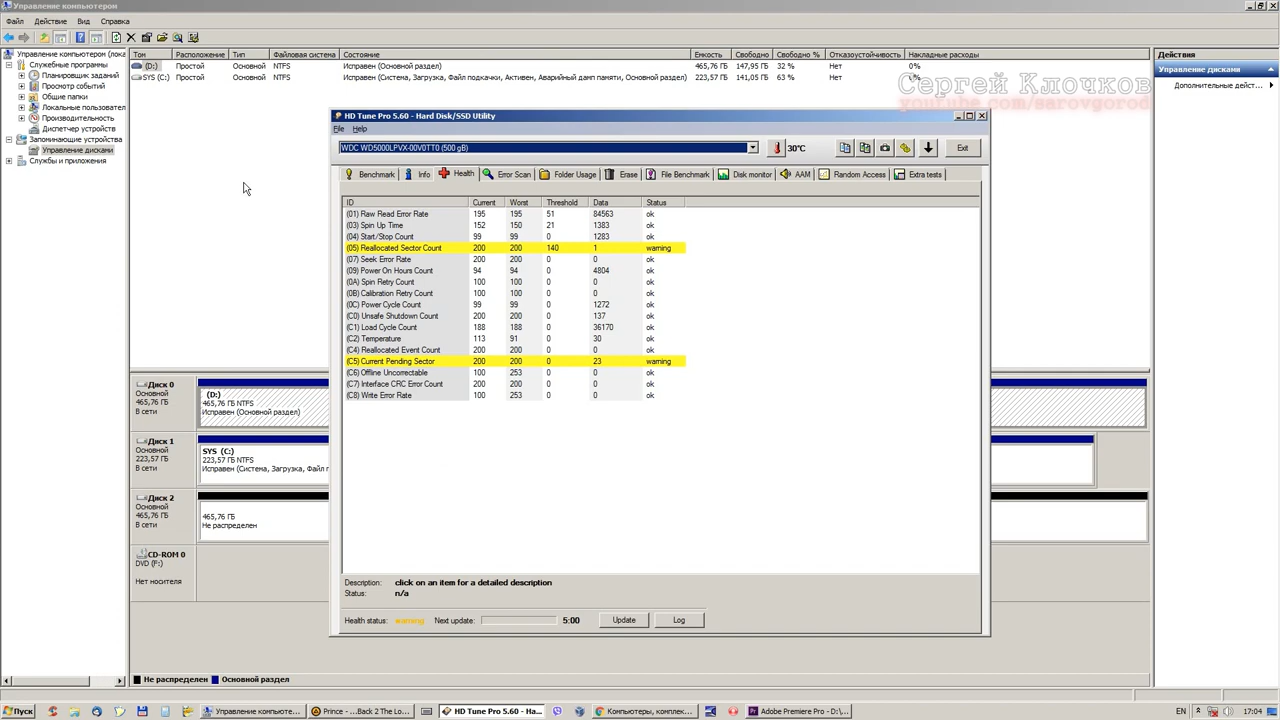 Управление компьютером
Файл Действие Вид Справка
Управление компьютером (лока
Служебные программы
Планировщик заданий
Просмотр событий
Общие папки
Локальные пользовател
Производительность
Диспетчер устройств
Запоминающие устройства
Управление дисками
Службы и приложения
Том Расположение Тип Файловая система Состояние Емкость Свободно Свободно % Отказоустойчивость Накладные расходы
(D:) Простой Основной NTFS Исправен (Основной раздел) 465,76 ГБ 147,95 ГБ 32 % Нет 0%
SYS (C:) Простой Основной NTFS Исправен (Система, Загрузка, Файл подкачки, Активен, Аварийный дамп памяти, Основной раздел) 223,57 ГБ 141,05 ГБ 63 % Нет 0%
Действия
Управление дисками
Дополнительные дейст...
Сергей Клочков
youtube.com/sarovgorod
HD Tune Pro 5.60 - Hard Disk/SSD Utility
File Help
WDC WD5000LPVX-00V0TT0 (500 gB)
30°C
Exit
Benchmark Info Health Error Scan Folder Usage Erase File Benchmark Disk monitor AAM Random Access Extra tests
ID Current Worst Threshold Data Status
(01) Raw Read Error Rate 195 195 51 84563 ok
(03) Spin Up Time 152 150 21 1383 ok
(04) Start/Stop Count 99 99 0 1283 ok
(05) Reallocated Sector Count 200 200 140 1 warning
(07) Seek Error Rate 200 200 0 0 ok
(09) Power On Hours Count 94 94 0 4804 ok
(0A) Spin Retry Count 100 100 0 0 ok
(0B) Calibration Retry Count 100 100 0 0 ok
(0C) Power Cycle Count 99 99 0 1272 ok
(C0) Unsafe Shutdown Count 200 200 0 137 ok
(C1) Load Cycle Count 188 188 0 36170 ok
(C2) Temperature 113 91 0 30 ok
(C4) Reallocated Event Count 200 200 0 0 ok
(C5) Current Pending Sector 200 200 0 23 warning
(C6) Offline Uncorrectable 100 253 0 0 ok
(C7) Interface CRC Error Count 200 200 0 0 ok
(C8) Write Error Rate 100 253 0 0 ok
Description: click on an item for a detailed description
Status: n/a
Health status: warning Next update: 5:00 Update Log
Диск 0
Основной
465,76 ГБ
В сети
(D:)
465,76 ГБ NTFS
Исправен (Основной раздел)
Диск 1
Основной
223,57 ГБ
В сети
SYS (C:)
223,57 ГБ NTFS
Исправен (Система, Загрузка, Файл п
Диск 2
Основной
465,76 ГБ
В сети
465,76 ГБ
Не распределен
CD-ROM 0
DVD (F:)
Нет носителя
Не распределен Основной раздел
Пуск
Управление компьюте...
Prince - ...Back 2 The Lo...
HD Tune Pro 5.60 - Ha...
Компьютеры, комплек...
Adobe Premiere Pro - D:\...
EN
17:04